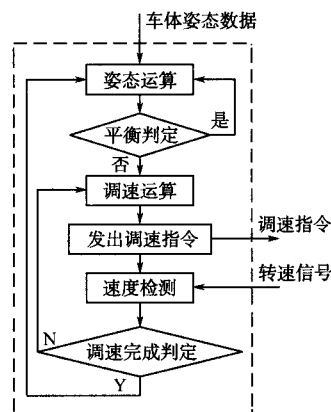 车体姿态数据
姿态运算
是
平衡判定
否
调速运算
发出调速指令
调速指令
转速信号
速度检测
N
调速完成判定
Y